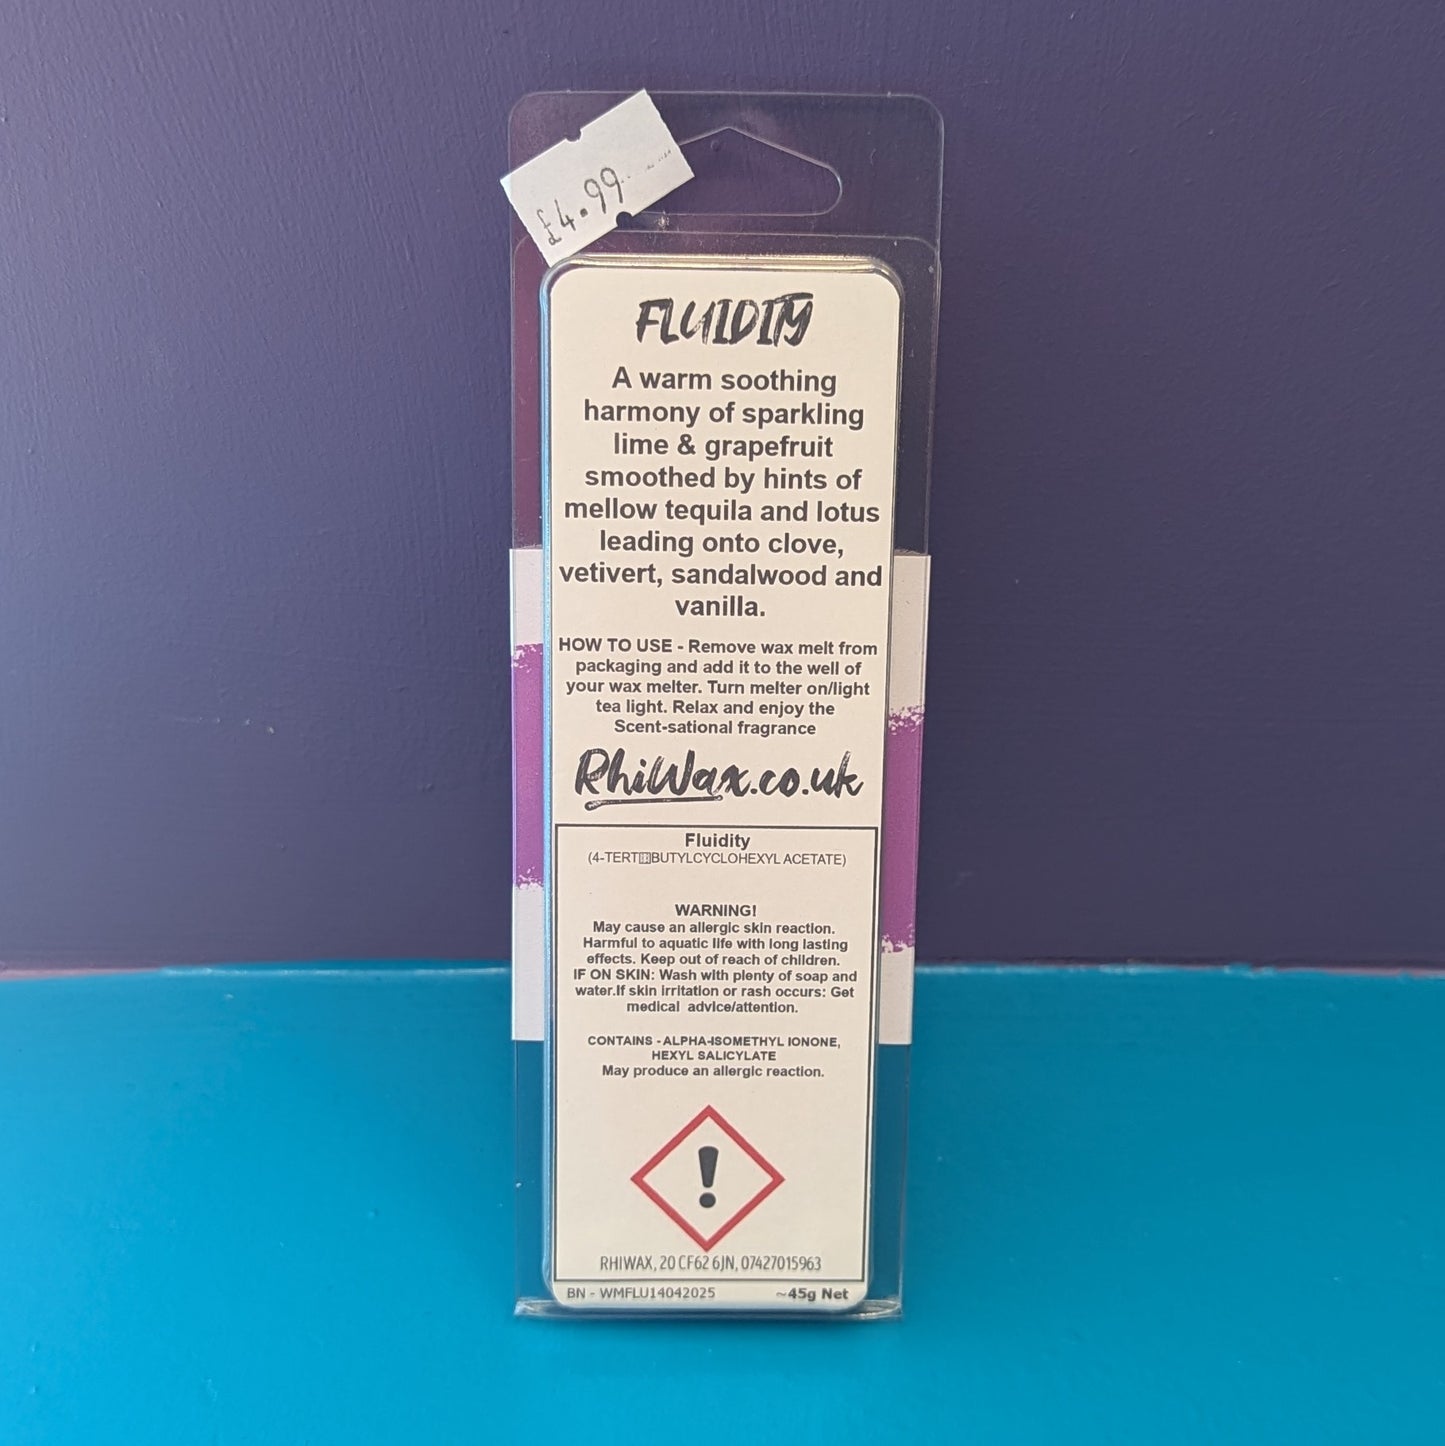 £4.99
FLUIDITY
A warm soothing
harmony of sparkling
lime & grapefruit
smoothed by hints of
mellow tequila and lotus
leading onto clove,
vetivert, sandalwood and
vanilla.
HOW TO USE - Remove wax melt from
packaging and add it to the well of
your wax melter. Turn melter on/light
tea light. Relax and enjoy the
Scent-sational fragrance
RhiWax.co.uk
Fluidity
(4-TERT BUTYLCYCLOHEXYL ACETATE)
WARNING!
May cause an allergic skin reaction.
Harmful to aquatic life with long lasting
effects. Keep out of reach of children.
IF ON SKIN: Wash with plenty of soap and
water.If skin irritation or rash occurs: Get
medical advice/attention.
CONTAINS - ALPHA-ISOMETHYL IONONE,
HEXYL SALICYLATE
May produce an allergic reaction.
RHIWAX, 20 CF62 6JN, 07427015963
BN - WMFLU14042025 ~45g Net